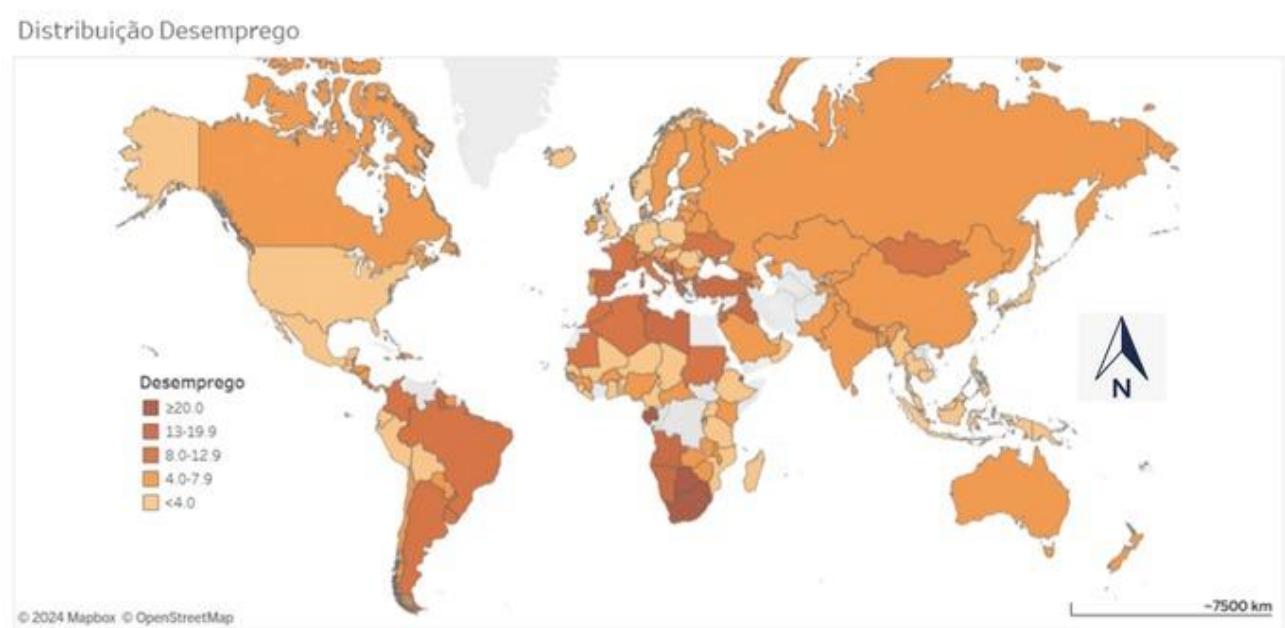 Distribuição Desemprego
N
Desemprego
≥20.0
13-19.9
8.0-12.9
4.0-7.9
<4.0
© 2024 Mapbox © OpenStreetMap
~7500 km